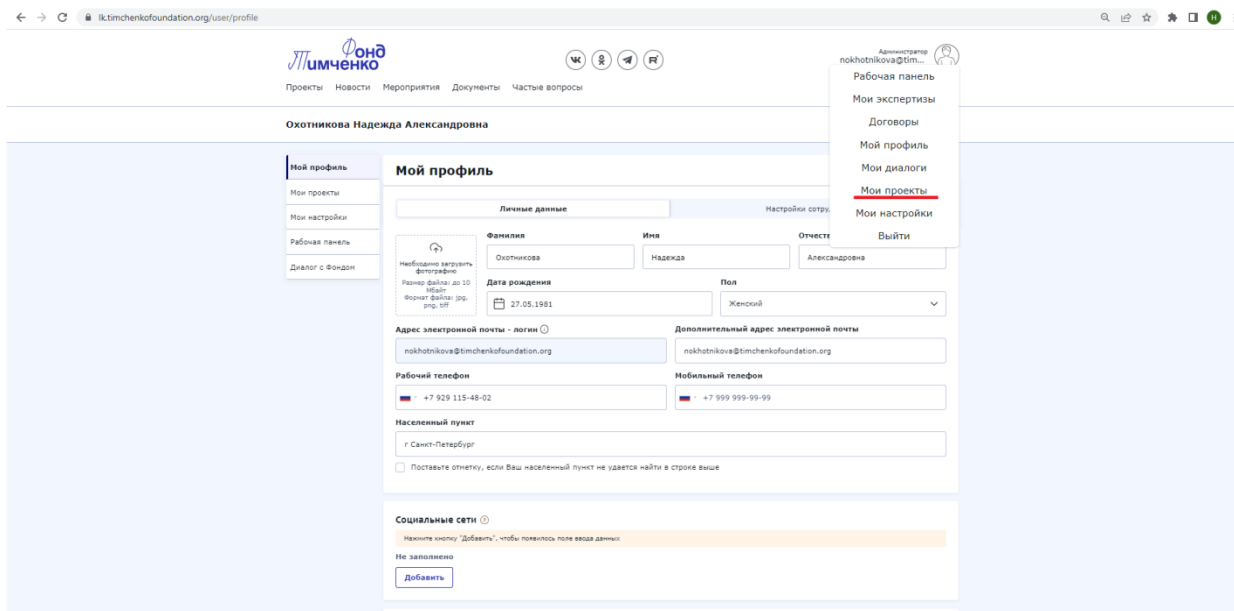 lk.timchenkofoundation.org/user/profile
H
Фонд
Тимченко
Администратор
nokhotnikova@tim...
Проекты Новости Мероприятия Документы Частые вопросы
Рабочая панель
Мои экспертизы
Договоры
Мой профиль
Мои диалоги
Мои проекты
Мои настройки
Выйти
Охотникова Надежда Александровна
Мой профиль
Мои проекты
Мои настройки
Рабочая панель
Диалог с Фондом
Мой профиль
Личные данные
Настройки сотру
Необходимо загрузить
фотографию
Размер файла: до 10
Мбайт
Формат файла: jpg,
png, tiff
Фамилия Имя Отчеств
Охотникова Надежда Александровна
Дата рождения Пол
27.05.1981 Женский
Адрес электронной почты - логин Дополнительный адрес электронной почты
nokhotnikova@timchenkofoundation.org nokhotnikova@timchenkofoundation.org
Рабочий телефон Мобильный телефон
+7 929 115-48-02 +7 999 999-99-99
Населенный пункт
г Санкт-Петербург
Поставьте отметку, если Ваш населенный пункт не удается найти в строке выше
Социальные сети
Нажмите кнопку "Добавить", чтобы появилось поле ввода данных
Не заполнено
Добавить